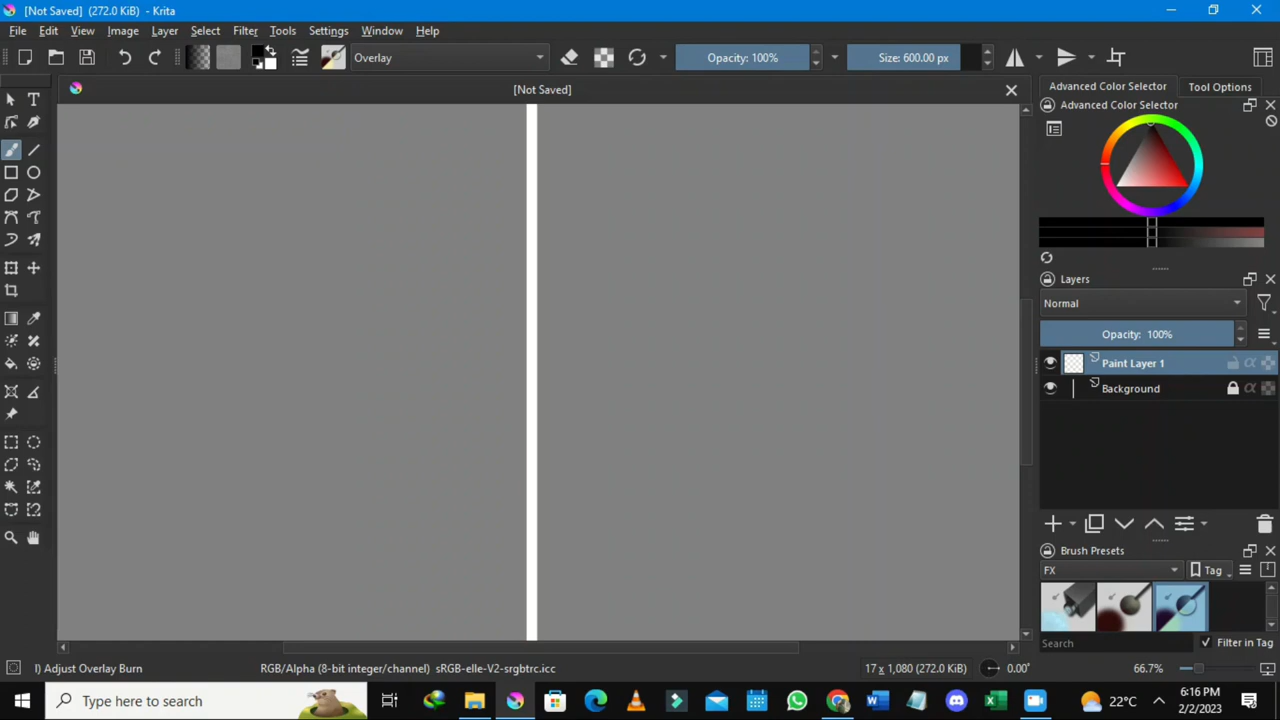 [Not Saved] (272.0 KiB) - Krita
File Edit View Image Layer Select Filter Tools Settings Window Help
Overlay Opacity: 100% Size: 600.00 px
[Not Saved]
Advanced Color Selector Tool Options
Advanced Color Selector
Layers
Normal
Opacity: 100%
Paint Layer 1
Background
Brush Presets
FX Tag
Search Filter in Tag
I) Adjust Overlay Burn RGB/Alpha (8-bit integer/channel) sRGB-elle-V2-srgbtrc.icc 17 x 1,080 (272.0 KiB) 0.00° 66.7%
Type here to search 22°C 6:16 PM
2/2/2023